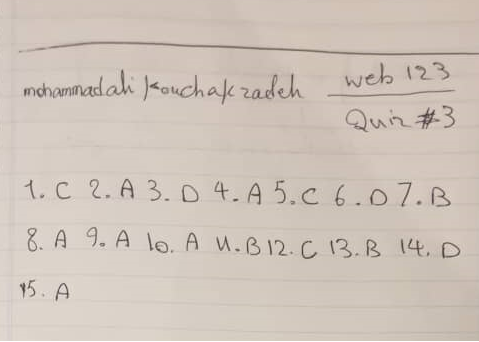 mohammadali Kouchakzadeh
web 123
Quiz #3
1. C 2. A 3. D 4. A 5. C 6. D 7. B
8. A 9. A 10. A 11. B 12. C 13. B 14. D
15. A